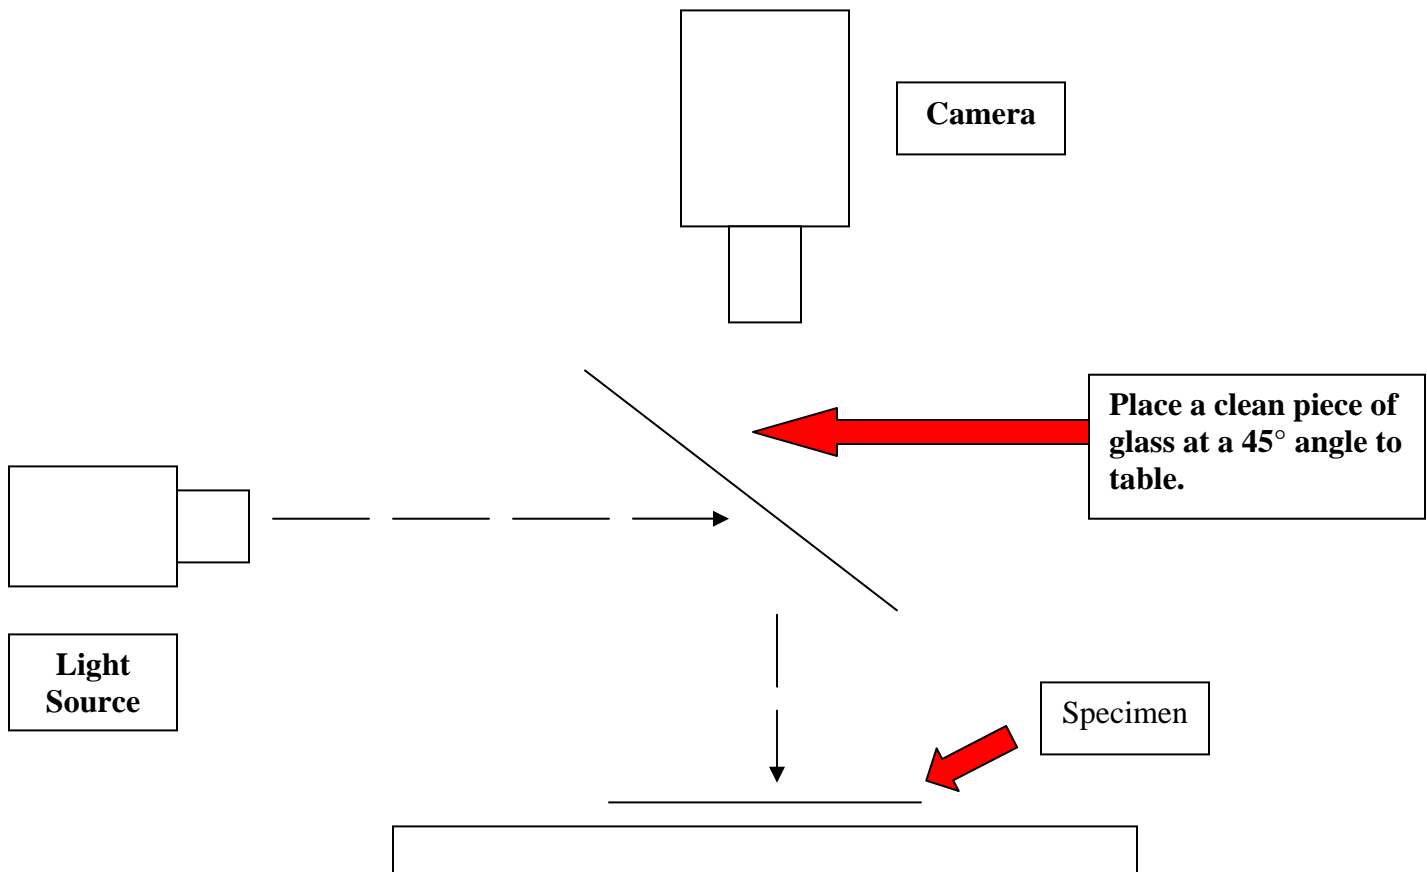 Camera
Place a clean piece of
glass at a 45° angle to
table.
Light
Source
Specimen